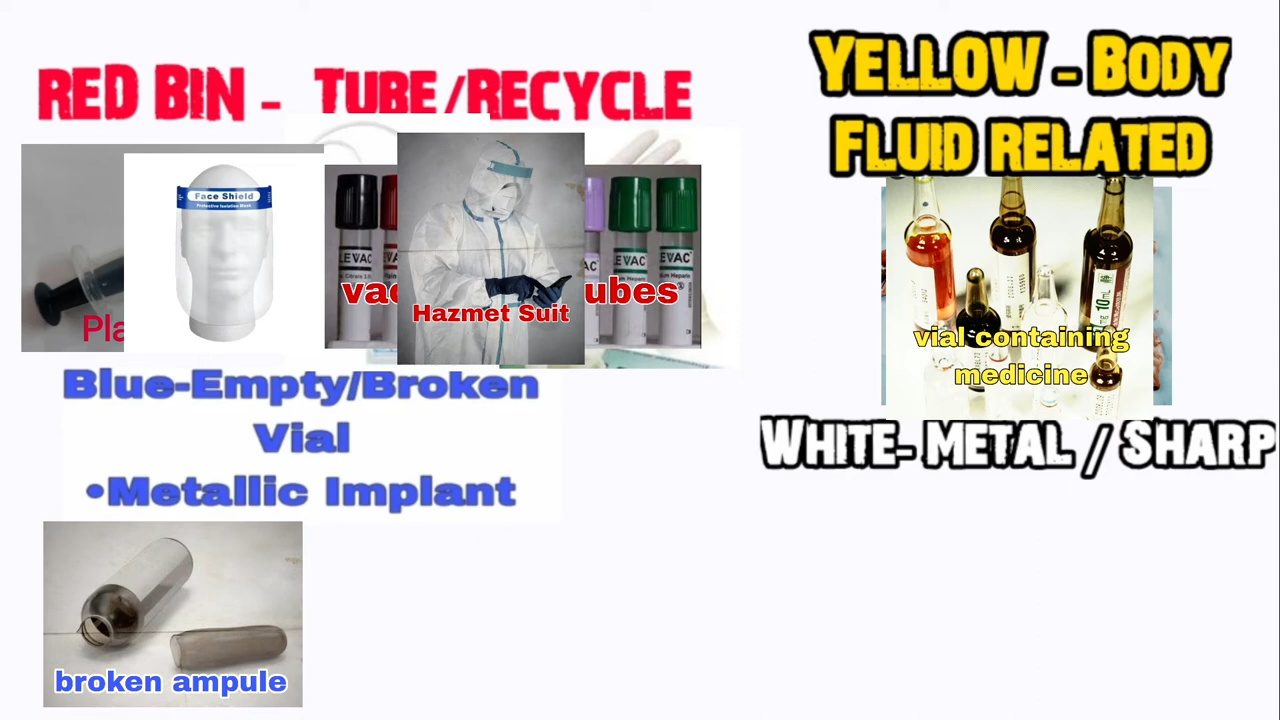 RED BIN - TUBE/RECYCLE
YELLOW - BODY
FLUID RELATED
Face Shield
Hazmet Suit
vial containing
medicine
Blue-Empty/Broken
Vial
•Metallic Implant
WHITE- METAL / SHARP
broken ampule